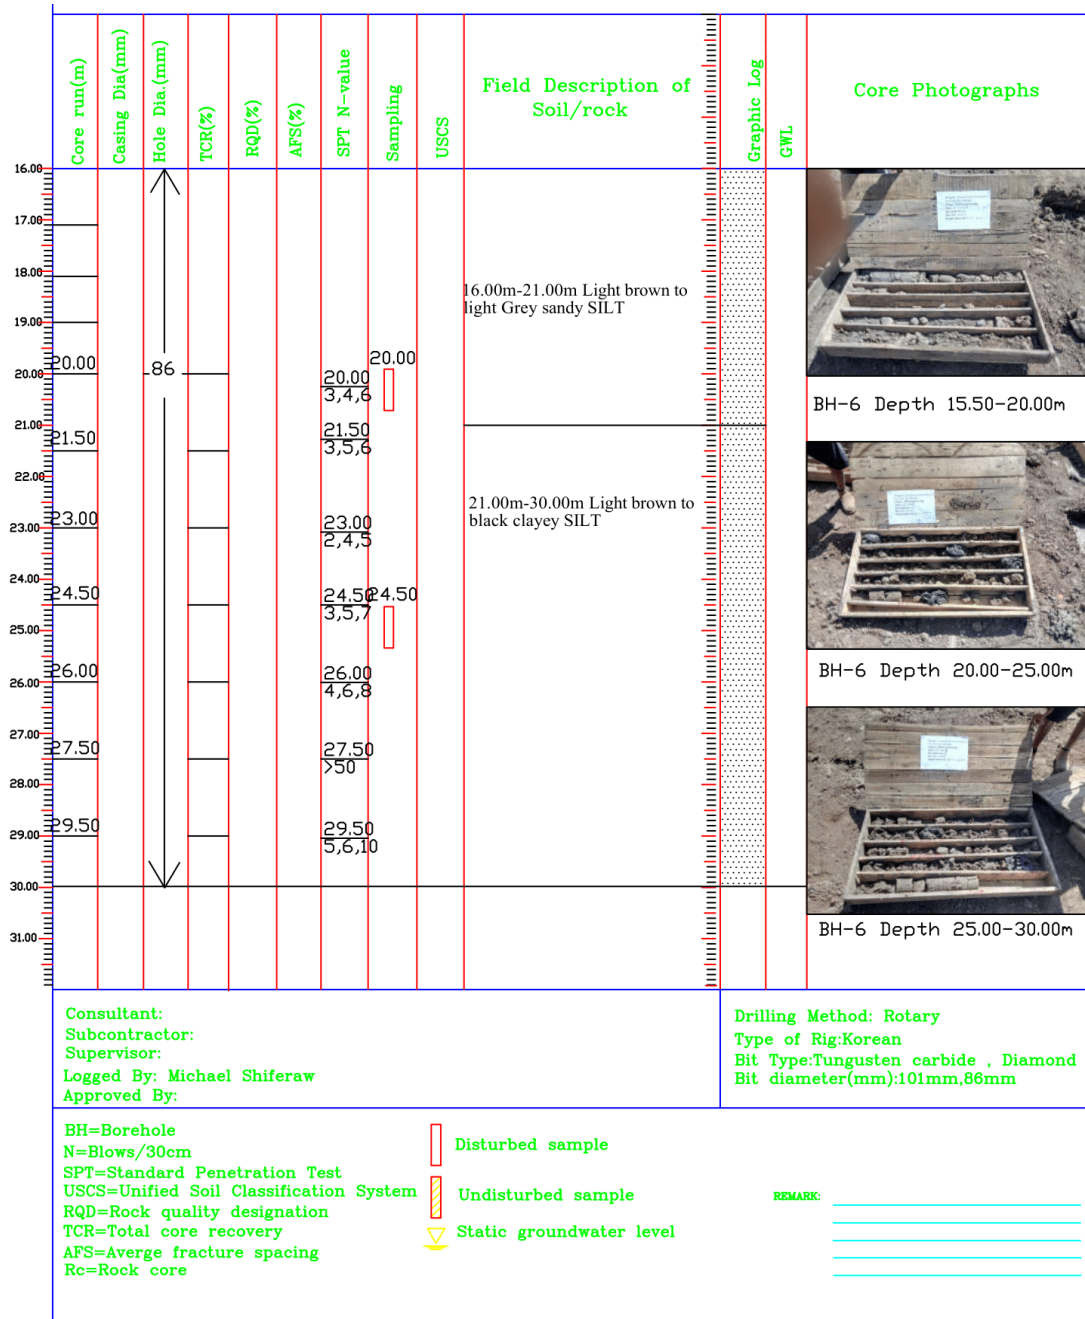 Core run(m)
Casing Dia(mm)
Hole Dia.(mm)
TCR(%)
RQD(%)
AFS(%)
SPT N-value
Sampling
USCS
Field Description of
Soil/rock
Graphic Log
GWL
Core Photographs
16.00
17.00
18.00
19.00
20.00
21.00
22.00
23.00
24.00
25.00
26.00
27.00
28.00
29.00
30.00
31.00
20.00
21.50
23.00
24.50
26.00
27.50
29.50
86
20.00
3,4,6
21.50
3,5,6
23.00
2,4,5
24.50
3,5,7
26.00
4,6,8
27.50
>50
29.50
5,6,10
20.00
24.50
16.00m-21.00m Light brown to
light Grey sandy SILT
21.00m-30.00m Light brown to
black clayey SILT
BH-6 Depth 15.50-20.00m
BH-6 Depth 20.00-25.00m
BH-6 Depth 25.00-30.00m
Consultant:
Subcontractor:
Supervisor:
Logged By: Michael Shiferaw
Approved By:
Drilling Method: Rotary
Type of Rig:Korean
Bit Type:Tungusten carbide , Diamond
Bit diameter(mm):101mm,86mm
BH=Borehole
N=Blows/30cm
SPT=Standard Penetration Test
USCS=Unified Soil Classification System
RQD=Rock quality designation
TCR=Total core recovery
AFS=Averge fracture spacing
Rc=Rock core
Disturbed sample
Undisturbed sample
Static groundwater level
REMARK: